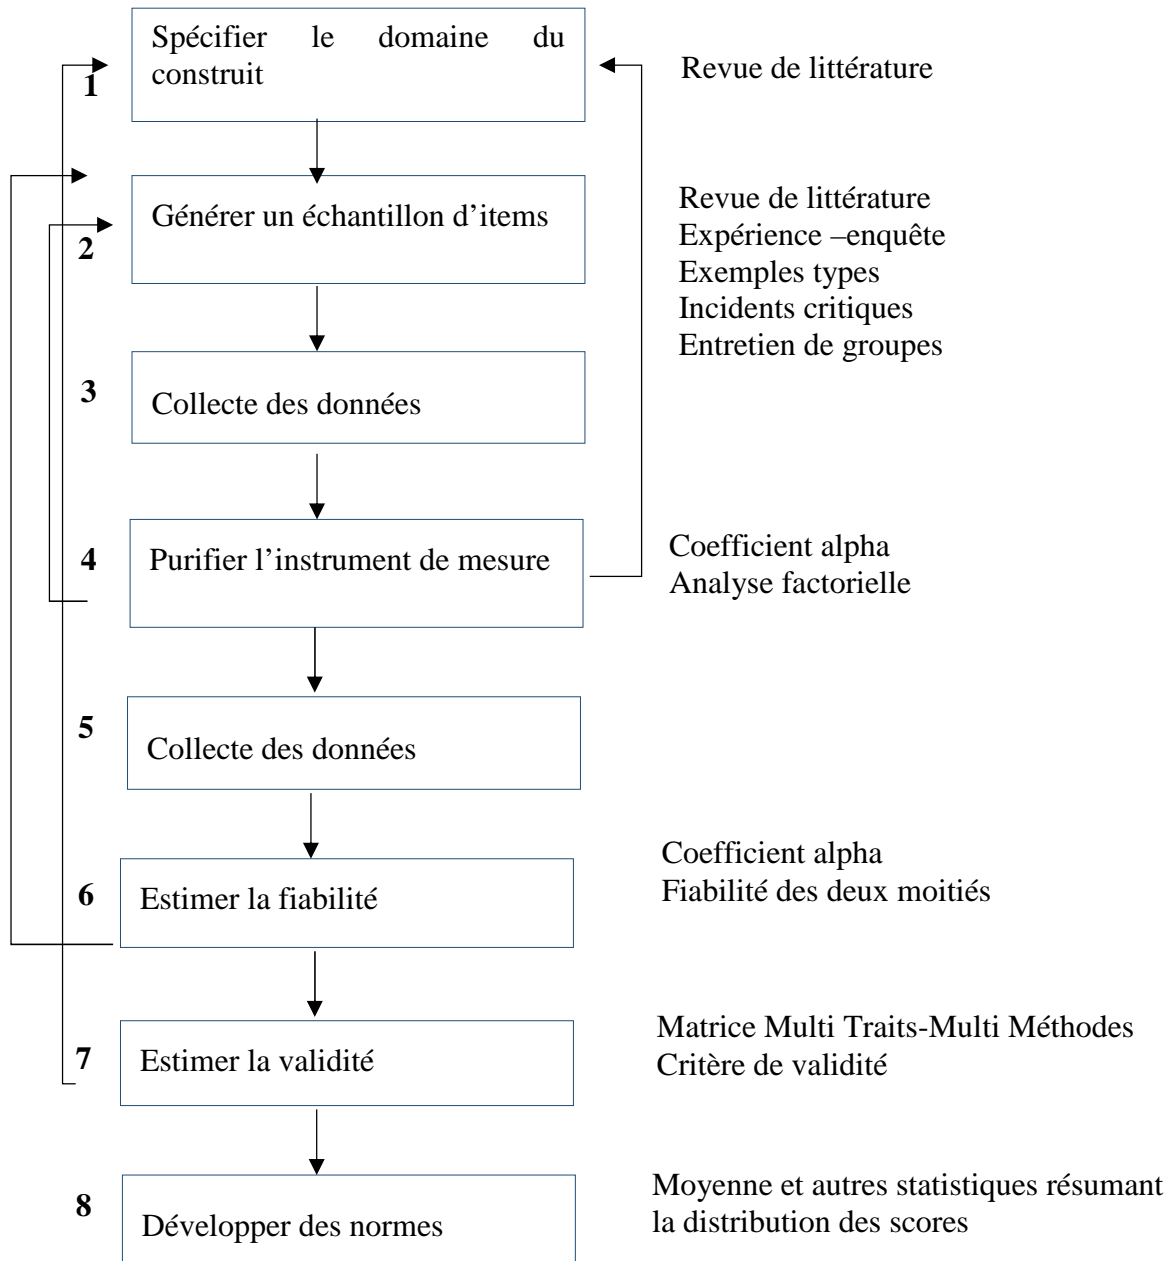 Spécifier le domaine du
construit
1
Revue de littérature
Générer un échantillon d’items
2
Revue de littérature
Expérience –enquête
Exemples types
Incidents critiques
Entretien de groupes
3
Collecte des données
4
Purifier l’instrument de mesure
Coefficient alpha
Analyse factorielle
5
Collecte des données
6
Estimer la fiabilité
Coefficient alpha
Fiabilité des deux moitiés
7
Estimer la validité
Matrice Multi Traits-Multi Méthodes
Critère de validité
8
Développer des normes
Moyenne et autres statistiques résumant
la distribution des scores